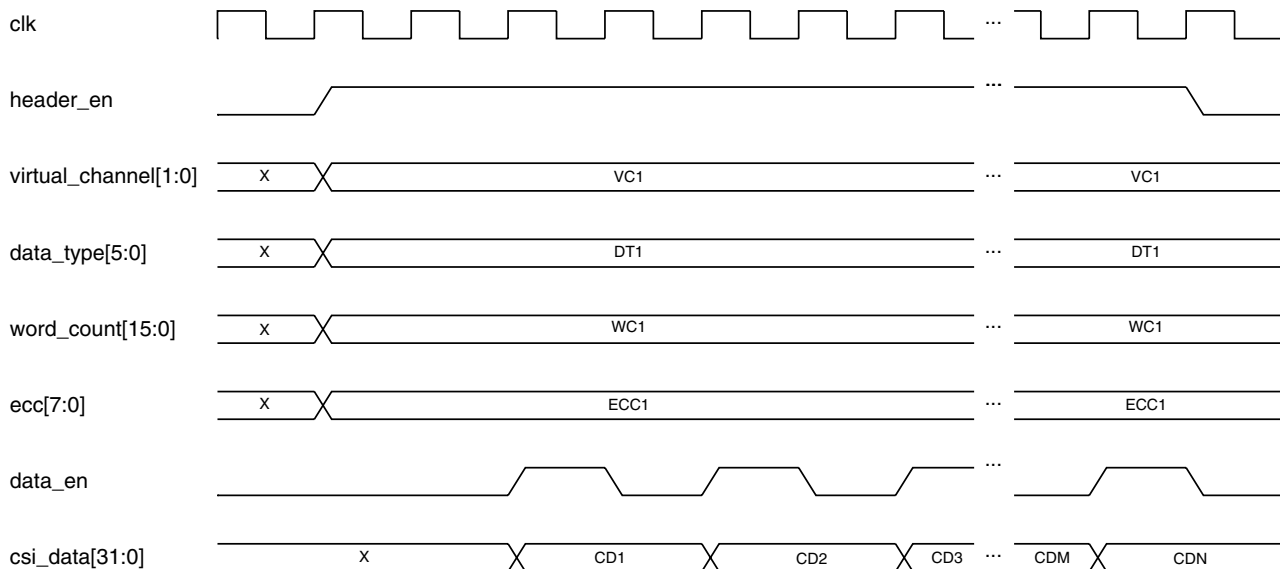 clk ...
header_en ...
virtual_channel[1:0] X VC1 ... VC1
data_type[5:0] X DT1 ... DT1
word_count[15:0] X WC1 ... WC1
ecc[7:0] X ECC1 ... ECC1
data_en ...
csi_data[31:0] X CD1 CD2 CD3 ... CDM CDN